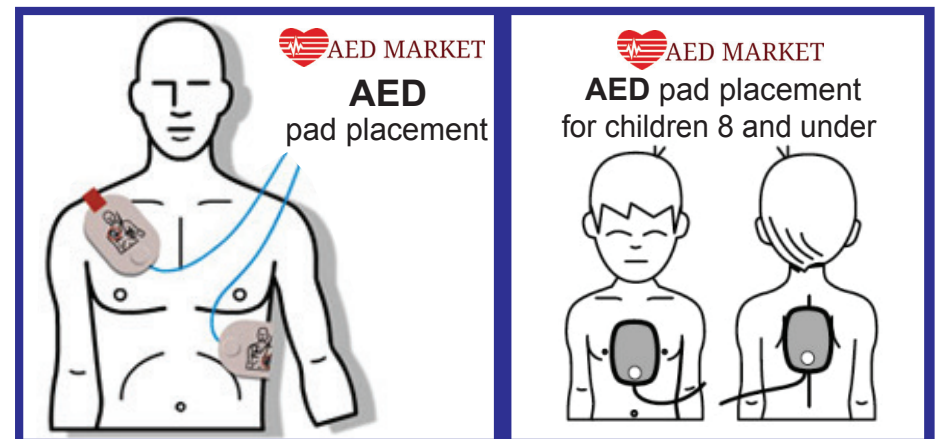 AED MARKET
AED
pad placement
AED MARKET
AED pad placement
for children 8 and under